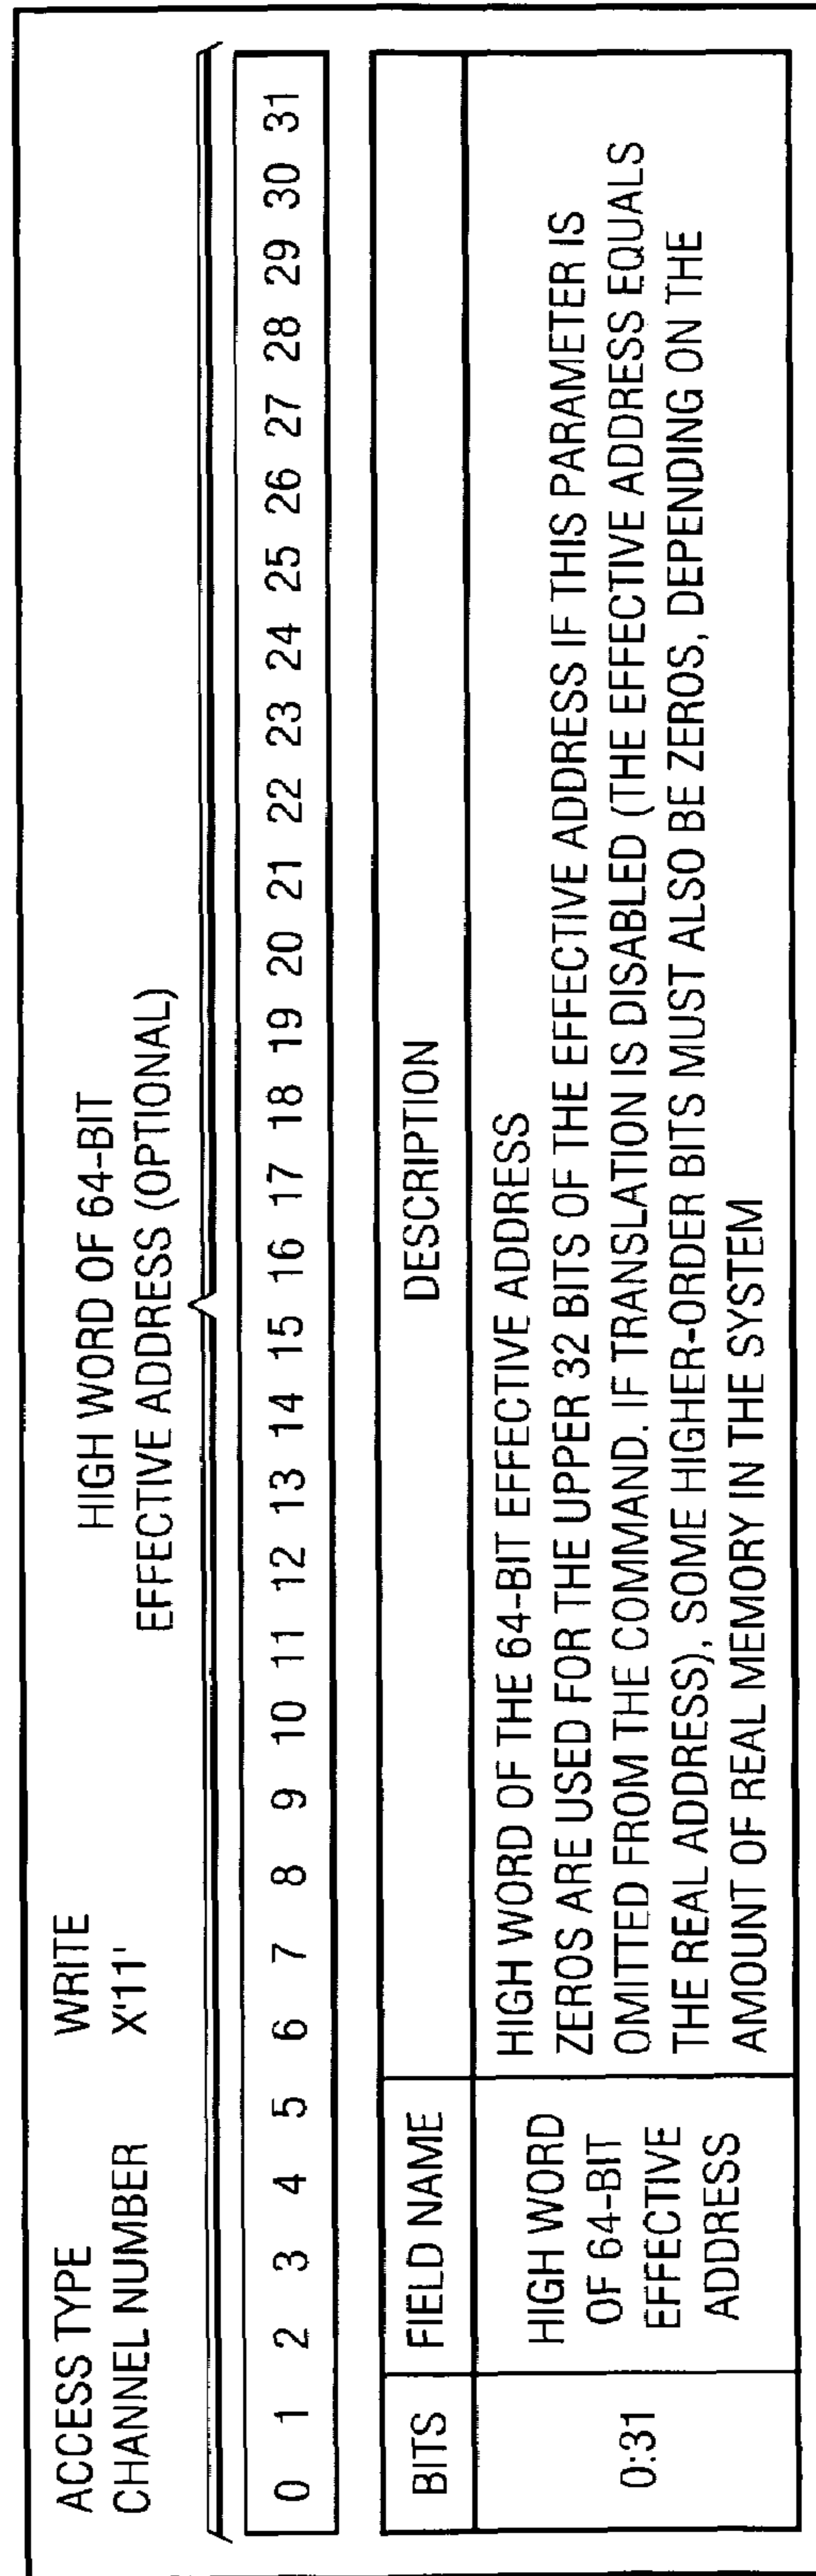 ACCESS TYPE WRITE
CHANNEL NUMBER X'11'
HIGH WORD OF 64-BIT
EFFECTIVE ADDRESS (OPTIONAL)
0 1 2 3 4 5 6 7 8 9 10 11 12 13 14 15 16 17 18 19 20 21 22 23 24 25 26 27 28 29 30 31
BITS FIELD NAME DESCRIPTION
0:31
HIGH WORD
OF 64-BIT
EFFECTIVE
ADDRESS
HIGH WORD OF THE 64-BIT EFFECTIVE ADDRESS
ZEROS ARE USED FOR THE UPPER 32 BITS OF THE EFFECTIVE ADDRESS IF THIS PARAMETER IS
OMITTED FROM THE COMMAND. IF TRANSLATION IS DISABLED (THE EFFECTIVE ADDRESS EQUALS
THE REAL ADDRESS), SOME HIGHER-ORDER BITS MUST ALSO BE ZEROS, DEPENDING ON THE
AMOUNT OF REAL MEMORY IN THE SYSTEM